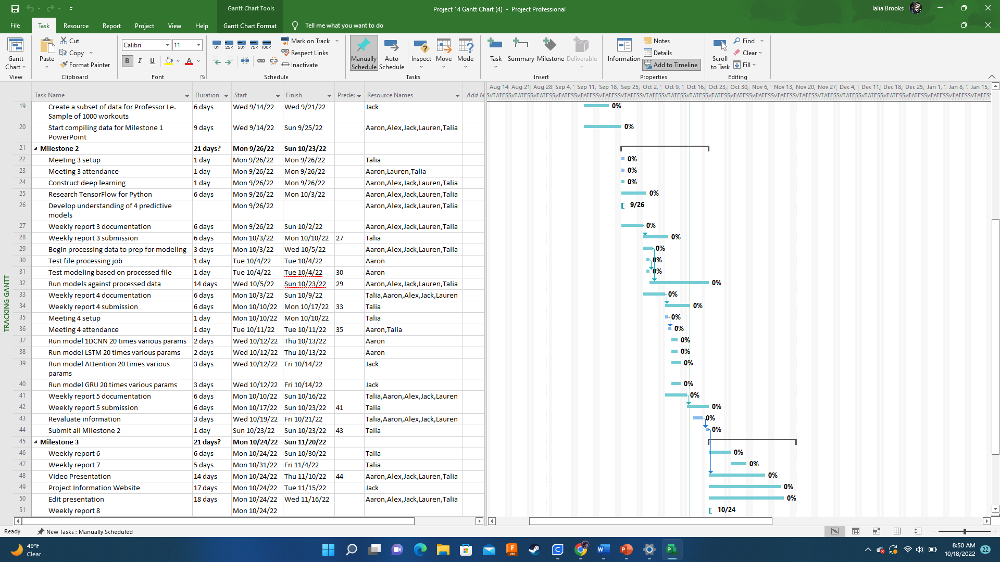 Gantt Chart Tools
Project 14 Gantt Chart (4) - Project Professional
Talia Brooks
File Task Resource Report Project View Help Gantt Chart Format Tell me what you want to do
Gantt Chart
View
Paste
Cut
Copy
Format Painter
Clipboard
Calibri 11
B I U A
Font
0% 25% 50% 75% 100%
Mark on Track
Respect Links
Inactivate
Schedule
Manually Schedule
Auto Schedule
Inspect
Move
Mode
Tasks
Task
Summary
Milestone
Deliverable
Insert
Information
Notes
Details
Add to Timeline
Properties
Scroll to Task
Find
Clear
Fill
Editing
Task Name Duration Start Finish Predec Resource Names Add N
Aug 14 Aug 21 Aug 28 Sep 4, ' Sep 11, Sep 18, Sep 25, Oct 2, ' Oct 9, ' Oct 16, Oct 23, Oct 30, Nov 6, ' Nov 13, Nov 20, Nov 27, Dec 4, ' Dec 11, Dec 18, Dec 25, Jan 1, ' Jan 8, ' Jan 15,
TRACKING GANTT
19 Create a subset of data for Professor Le. 6 days Wed 9/14/22 Wed 9/21/22 Jack 0%
Sample of 1000 workouts
20 Start compiling data for Milestone 1 9 days Wed 9/14/22 Sun 9/25/22 Aaron,Alex,Jack,Lauren,Talia 0%
PowerPoint
21 Milestone 2 21 days? Mon 9/26/22 Sun 10/23/22
22 Meeting 3 setup 1 day Mon 9/26/22 Mon 9/26/22 Talia 0%
23 Meeting 3 attendance 1 day Mon 9/26/22 Mon 9/26/22 Aaron,Lauren,Talia 0%
24 Construct deep learning 1 day Mon 9/26/22 Mon 9/26/22 Aaron,Alex,Jack,Lauren,Talia 0%
25 Research TensorFlow for Python 6 days Mon 9/26/22 Mon 10/3/22 Aaron,Alex,Jack,Lauren,Talia 0%
26 Develop understanding of 4 predictive Mon 9/26/22 Aaron,Alex,Jack,Lauren,Talia 9/26
models
27 Weekly report 3 documentation 6 days Mon 9/26/22 Sun 10/2/22 Aaron,Alex,Jack,Lauren,Talia 0%
28 Weekly report 3 submission 6 days Mon 10/3/22 Mon 10/10/22 27 Talia 0%
29 Begin processing data to prep for modeling 3 days Mon 10/3/22 Wed 10/5/22 Aaron,Alex,Jack,Lauren,Talia 0%
30 Test file processing job 1 day Tue 10/4/22 Tue 10/4/22 Aaron 0%
31 Test modeling based on processed file 1 day Tue 10/4/22 Tue 10/4/22 30 Aaron 0%
32 Run models against processed data 14 days Wed 10/5/22 Sun 10/23/22 29 Aaron,Alex,Jack,Lauren,Talia 0%
33 Weekly report 4 documentation 6 days Mon 10/3/22 Sun 10/9/22 Talia,Aaron,Alex,Jack,Lauren 0%
34 Weekly report 4 submission 6 days Mon 10/10/22 Mon 10/17/22 33 Talia 0%
35 Meeting 4 setup 1 day Mon 10/10/22 Mon 10/10/22 Talia 0%
36 Meeting 4 attendance 1 day Tue 10/11/22 Tue 10/11/22 35 Aaron,Talia 0%
37 Run model 1DCNN 20 times various params 2 days Wed 10/12/22 Thu 10/13/22 Aaron 0%
38 Run model LSTM 20 times various params 2 days Wed 10/12/22 Thu 10/13/22 Aaron 0%
39 Run model Attention 20 times various 3 days Wed 10/12/22 Fri 10/14/22 Jack 0%
params
40 Run model GRU 20 times various params 3 days Wed 10/12/22 Fri 10/14/22 Jack 0%
41 Weekly report 5 documentation 6 days Mon 10/10/22 Sun 10/16/22 Talia,Aaron,Alex,Jack,Lauren 0%
42 Weekly report 5 submission 6 days Mon 10/17/22 Sun 10/23/22 41 Talia 0%
43 Revaluate information 3 days Wed 10/19/22 Fri 10/21/22 Talia,Aaron,Alex,Jack,Lauren 0%
44 Submit all Milestone 2 1 day Sun 10/23/22 Sun 10/23/22 43 Talia 0%
45 Milestone 3 21 days? Mon 10/24/22 Sun 11/20/22
46 Weekly report 6 6 days Mon 10/24/22 Sun 10/30/22 Talia 0%
47 Weekly report 7 5 days Mon 10/31/22 Fri 11/4/22 Talia 0%
48 Video Presentation 14 days Mon 10/24/22 Thu 11/10/22 44 Aaron,Alex,Jack,Lauren,Talia 0%
49 Project Information Website 17 days Mon 10/24/22 Tue 11/15/22 Jack 0%
50 Edit presentation 18 days Mon 10/24/22 Wed 11/16/22 Aaron,Alex,Jack,Lauren,Talia 0%
51 Weekly report 8 Mon 10/24/22 10/24
Ready New Tasks : Manually Scheduled
49°F
Clear
8:50 AM
10/18/2022
22